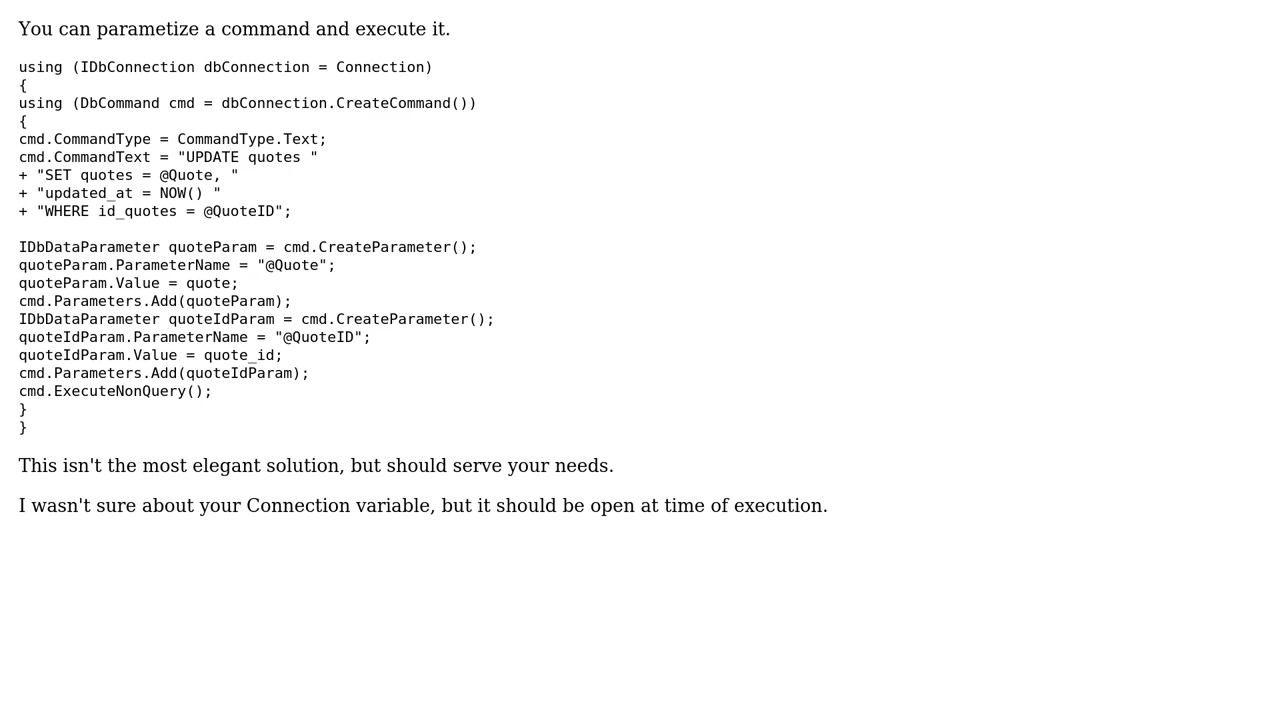 You can parametize a command and execute it.
using (IDbConnection dbConnection = Connection)
{
using (DbCommand cmd = dbConnection.CreateCommand())
{
cmd.CommandType = CommandType.Text;
cmd.CommandText = "UPDATE quotes "
+ "SET quotes = @Quote, "
+ "updated_at = NOW() "
+ "WHERE id_quotes = @QuoteID";
IDbDataParameter quoteParam = cmd.CreateParameter();
quoteParam.ParameterName = "@Quote";
quoteParam.Value = quote;
cmd.Parameters.Add(quoteParam);
IDbDataParameter quoteIdParam = cmd.CreateParameter();
quoteIdParam.ParameterName = "@QuoteID";
quoteIdParam.Value = quote_id;
cmd.Parameters.Add(quoteIdParam);
cmd.ExecuteNonQuery();
}
}
This isn't the most elegant solution, but should serve your needs.
I wasn't sure about your Connection variable, but it should be open at time of execution.